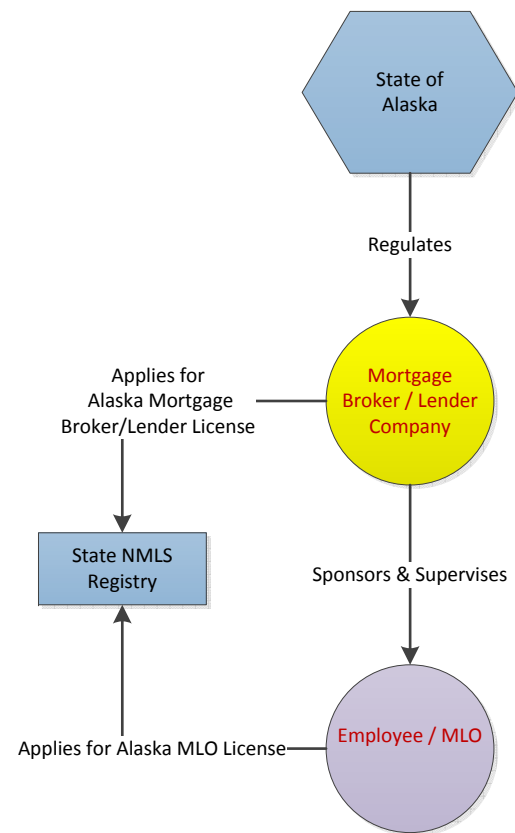 State of
Alaska
Regulates
Applies for
Alaska Mortgage
Broker/Lender License
Mortgage
Broker / Lender
Company
State NMLS
Registry
Sponsors & Supervises
Employee / MLO
Applies for Alaska MLO License